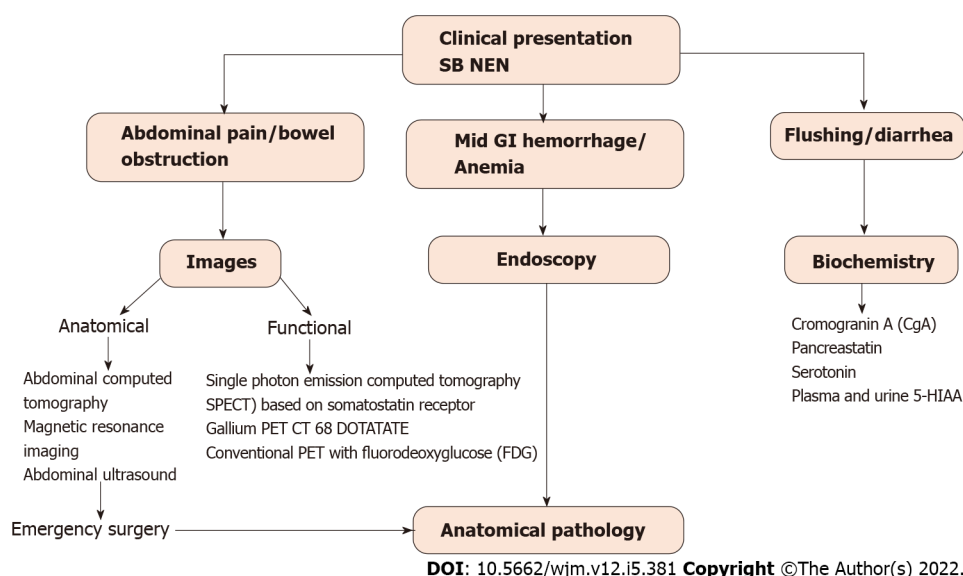 Clinical presentation
SB NEN
Abdominal pain/bowel
obstruction
Mid GI hemorrhage/
Anemia
Flushing/diarrhea
Images
Endoscopy
Biochemistry
Anatomical
Functional
Abdominal computed
tomography
Magnetic resonance
imaging
Abdominal ultrasound
Single photon emission computed tomography
SPECT) based on somatostatin receptor
Gallium PET CT 68 DOTATATE
Conventional PET with fluorodeoxyglucose (FDG)
Cromogranin A (CgA)
Pancreastatin
Serotonin
Plasma and urine 5-HIAA
Emergency surgery
Anatomical pathology
DOI: 10.5662/wjm.v12.i5.381 Copyright ©The Author(s) 2022.